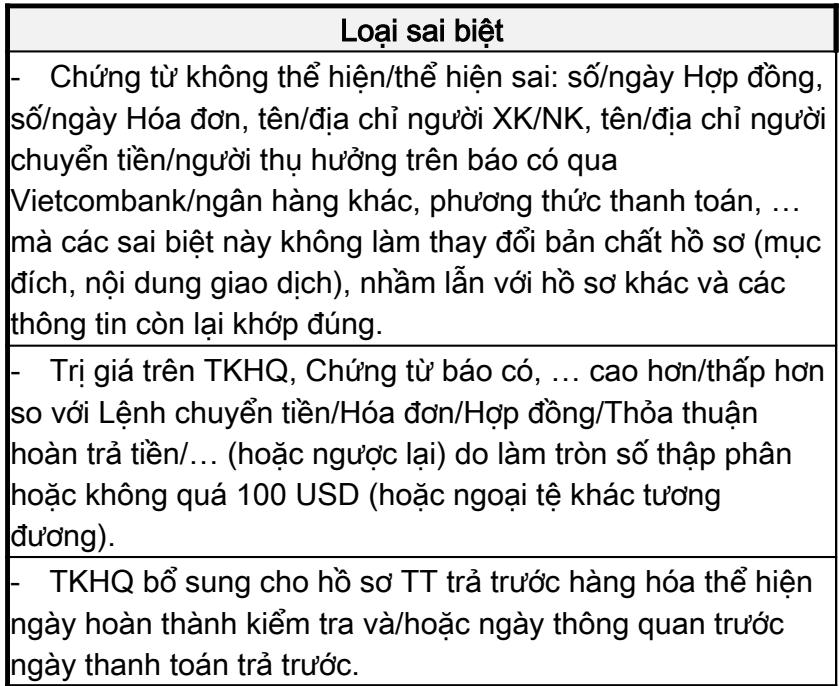 Loại sai biệt
- Chứng từ không thể hiện/thể hiện sai: số/ngày Hợp đồng,
số/ngày Hóa đơn, tên/địa chỉ người XK/NK, tên/địa chỉ người
chuyển tiền/người thụ hưởng trên báo có qua
Vietcombank/ngân hàng khác, phương thức thanh toán, …
mà các sai biệt này không làm thay đổi bản chất hồ sơ (mục
đích, nội dung giao dịch), nhầm lẫn với hồ sơ khác và các
thông tin còn lại khớp đúng.
- Trị giá trên TKHQ, Chứng từ báo có, … cao hơn/thấp hơn
so với Lệnh chuyển tiền/Hóa đơn/Hợp đồng/Thỏa thuận
hoàn trả tiền/… (hoặc ngược lại) do làm tròn số thập phân
hoặc không quá 100 USD (hoặc ngoại tệ khác tương
đương).
- TKHQ bổ sung cho hồ sơ TT trả trước hàng hóa thể hiện
ngày hoàn thành kiểm tra và/hoặc ngày thông quan trước
ngày thanh toán trả trước.